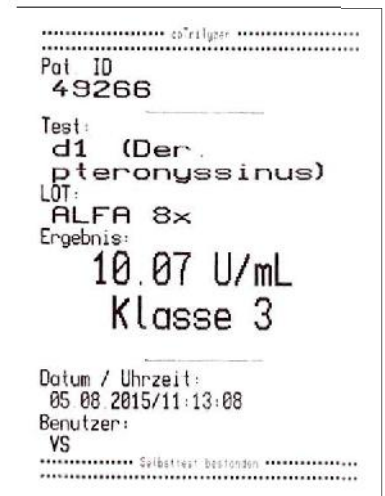 Pat ID
49266
Test:
d1 (Der.
pteronyssinus)
LOT:
ALFA 8x
Ergebnis:
10.07 U/mL
Klasse 3
Datum / Uhrzeit:
05.08.2015/11:13:08
Benutzer:
VS
Selbsttest bestanden